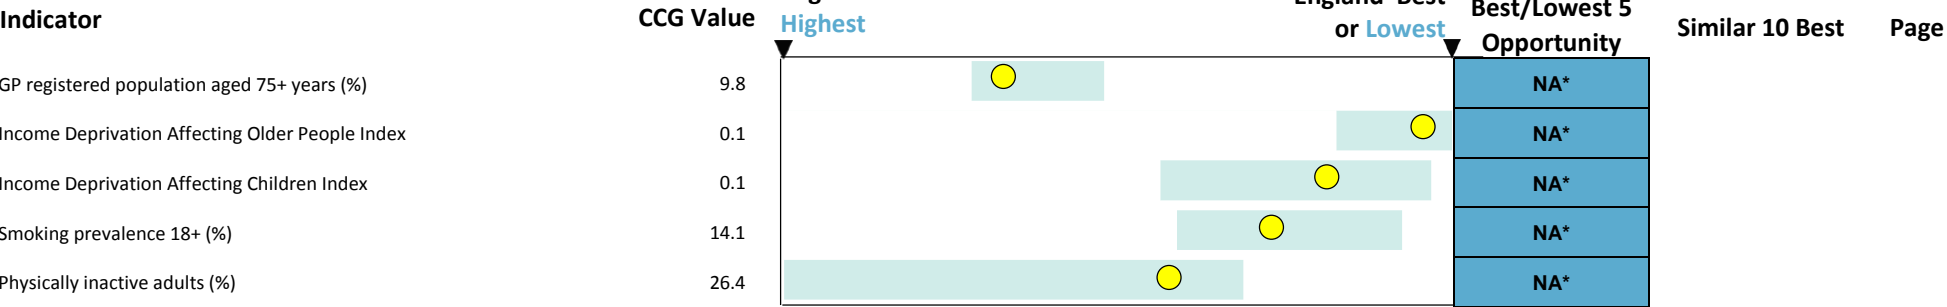 Indicator
CCG Value
Highest
England Best
or Lowest
Best/Lowest 5
Opportunity
Similar 10 Best
Page
GP registered population aged 75+ years (%)
9.8
NA*
Income Deprivation Affecting Older People Index
0.1
NA*
Income Deprivation Affecting Children Index
0.1
NA*
Smoking prevalence 18+ (%)
14.1
NA*
Physically inactive adults (%)
26.4
NA*